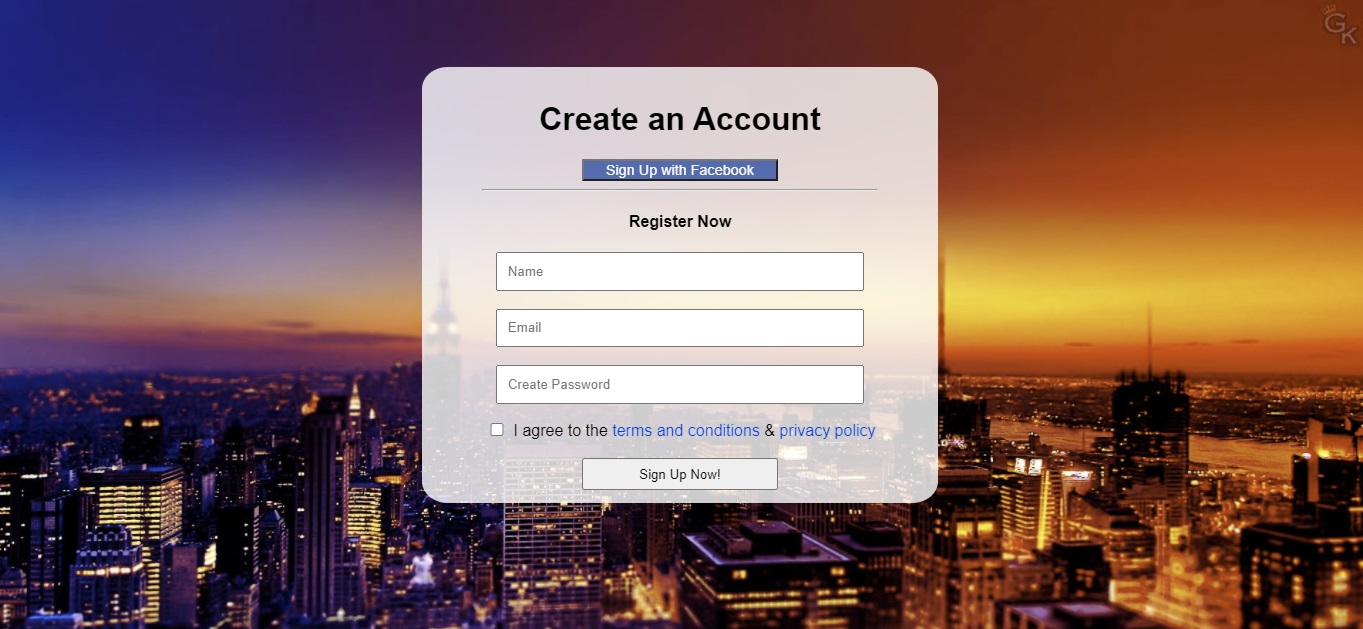 GK
Create an Account
Sign Up with Facebook
Register Now
Name
Email
Create Password
I agree to the terms and conditions & privacy policy
Sign Up Now!